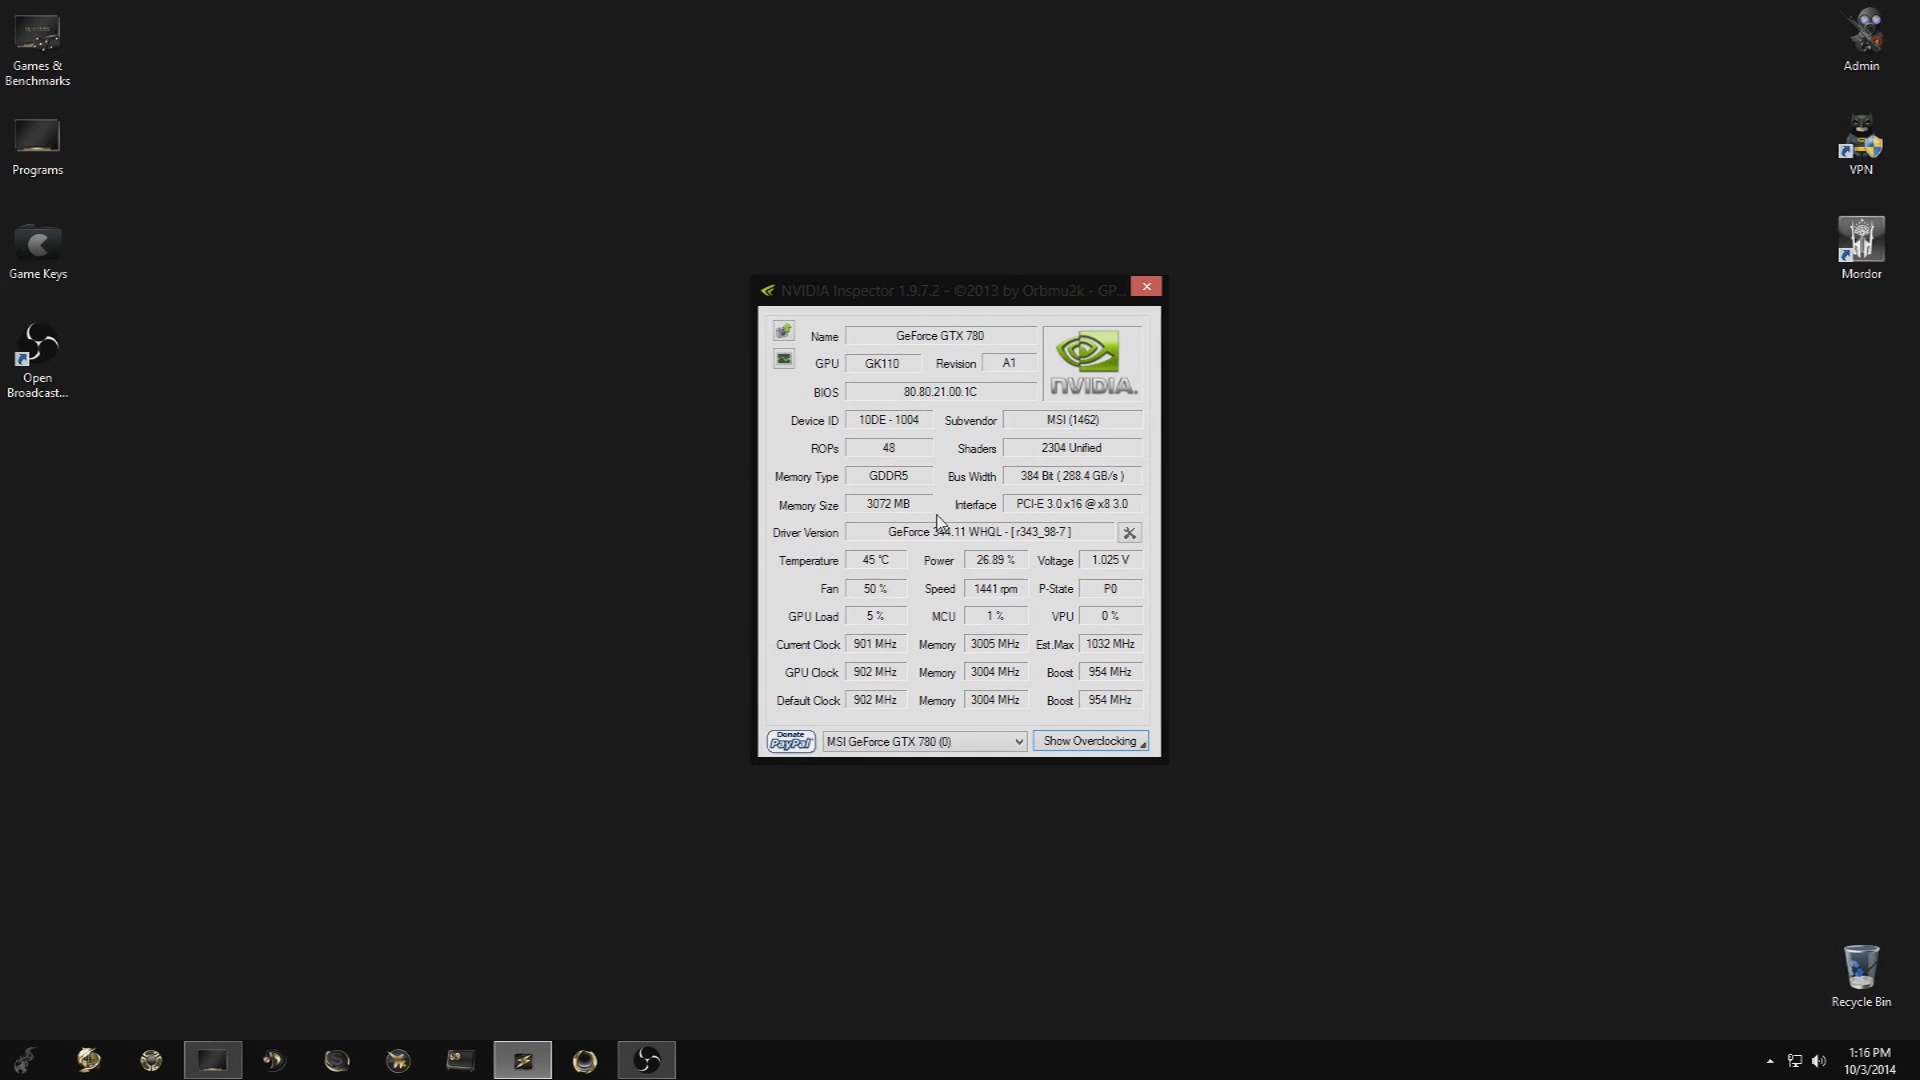 Games &
Benchmarks
Programs
Game Keys
Open
Broadcast...
Admin
VPN
Mordor
NVIDIA Inspector 1.9.7.2 - ©2013 by Orbmu2k - GP...
Name GeForce GTX 780
GPU GK110 Revision A1
NVIDIA.
BIOS 80.80.21.00.1C
Device ID 10DE - 1004 Subvendor MSI (1462)
ROPs 48 Shaders 2304 Unified
Memory Type GDDR5 Bus Width 384 Bit ( 288.4 GB/s )
Memory Size 3072 MB Interface PCI-E 3.0 x16 @ x8 3.0
Driver Version GeForce 344.11 WHQL - [ r343_98-7 ]
Temperature 45 °C Power 26.89 % Voltage 1.025 V
Fan 50 % Speed 1441 rpm P-State P0
GPU Load 5 % MCU 1 % VPU 0 %
Current Clock 901 MHz Memory 3005 MHz Est.Max 1032 MHz
GPU Clock 902 MHz Memory 3004 MHz Boost 954 MHz
Default Clock 902 MHz Memory 3004 MHz Boost 954 MHz
Donate
PayPal
MSI GeForce GTX 780 (0) Show Overclocking
Recycle Bin
1:16 PM
10/3/2014